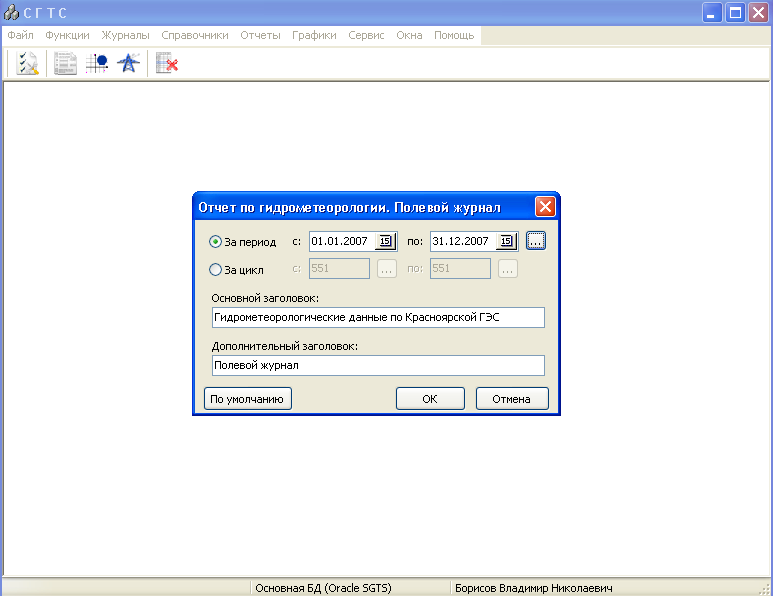 С Г Т С
Файл Функции Журналы Справочники Отчеты Графики Сервис Окна Помощь
Отчет по гидрометеорологии. Полевой журнал
За период с: 01.01.2007 15 по: 31.12.2007 15 ...
За цикл с: 551 ... по: 551 ...
Основной заголовок:
Гидрометеорологические данные по Красноярской ГЭС
Дополнительный заголовок:
Полевой журнал
По умолчанию ОК Отмена
Основная БД (Oracle SGTS) Борисов Владимир Николаевич